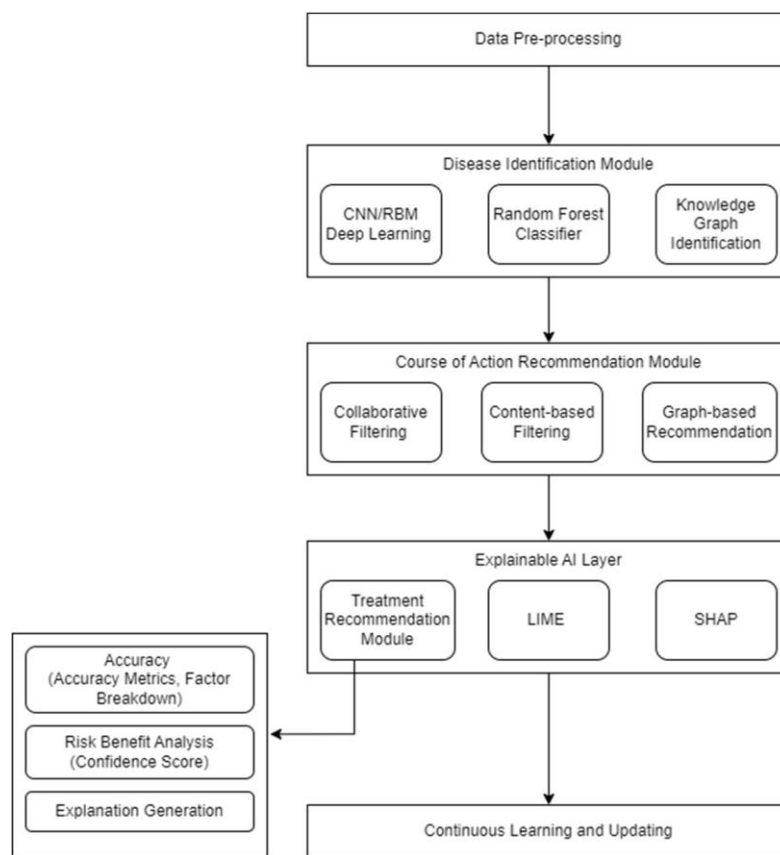 Data Pre-processing
Disease Identification Module
CNN/RBM
Deep Learning
Random Forest
Classifier
Knowledge
Graph
Identification
Course of Action Recommendation Module
Collaborative
Filtering
Content-based
Filtering
Graph-based
Recommendation
Explainable AI Layer
Treatment
Recommendation
Module
LIME
SHAP
Accuracy
(Accuracy Metrics, Factor
Breakdown)
Risk Benefit Analysis
(Confidence Score)
Explanation Generation
Continuous Learning and Updating